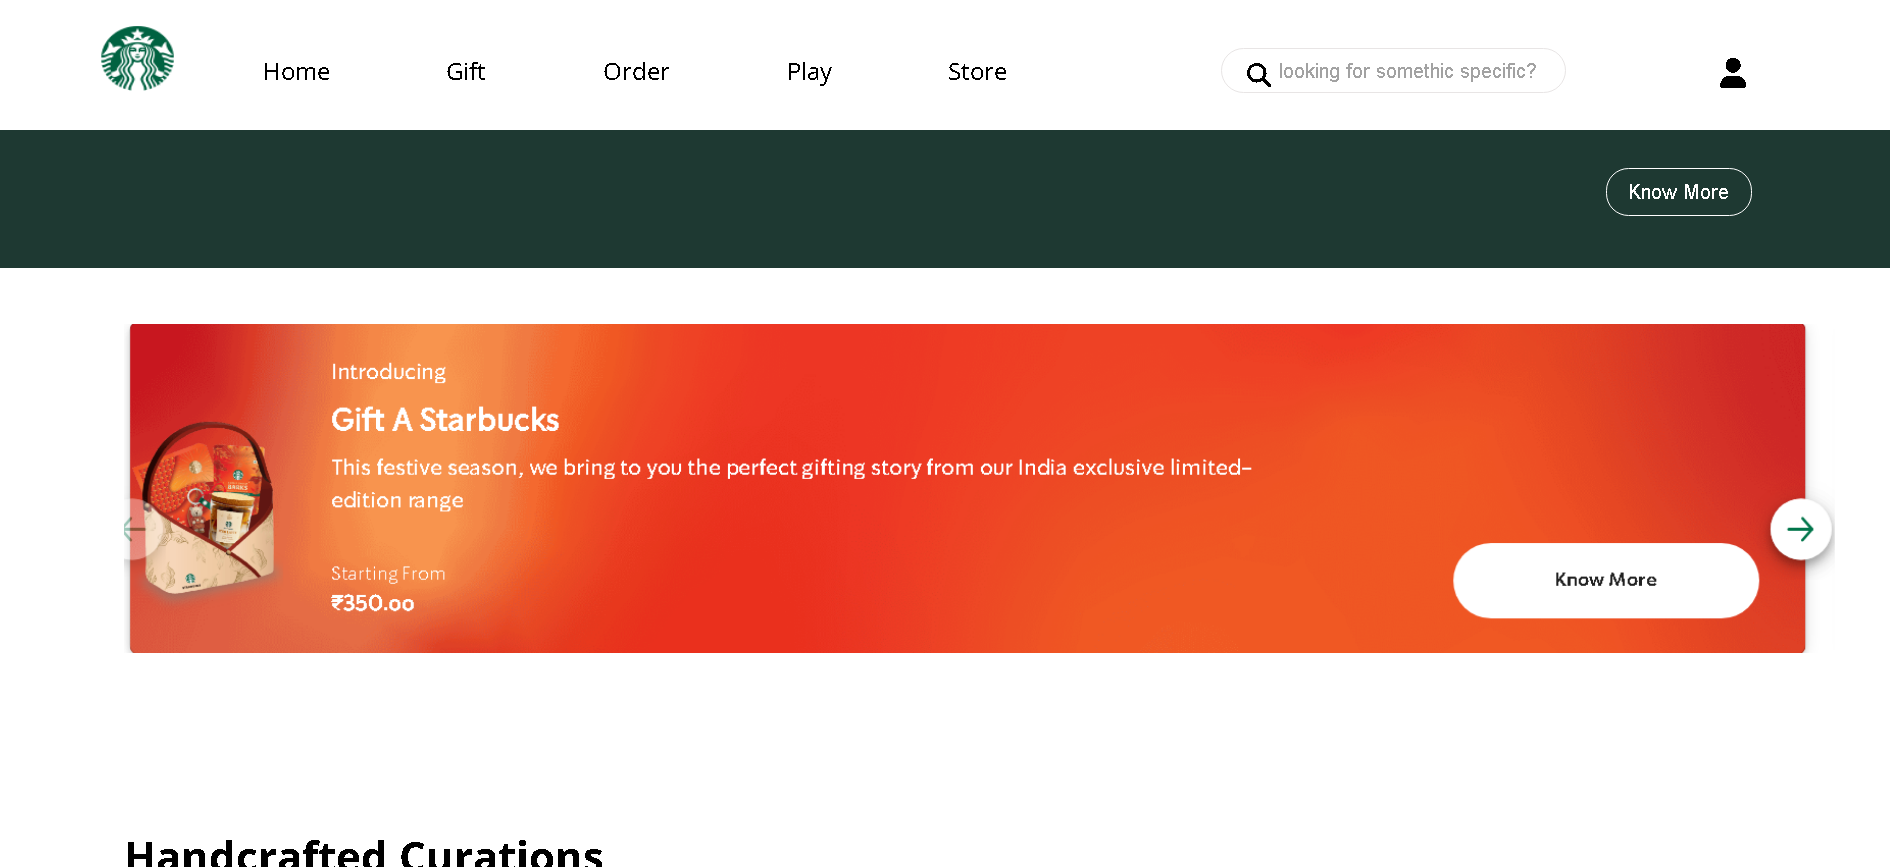 Home Gift Order Play Store looking for somethic specific?
Know More
Introducing
Gift A Starbucks
This festive season, we bring to you the perfect gifting story from our India exclusive limited-
edition range
Starting From
₹350.00
Know More
Handcrafted Curations